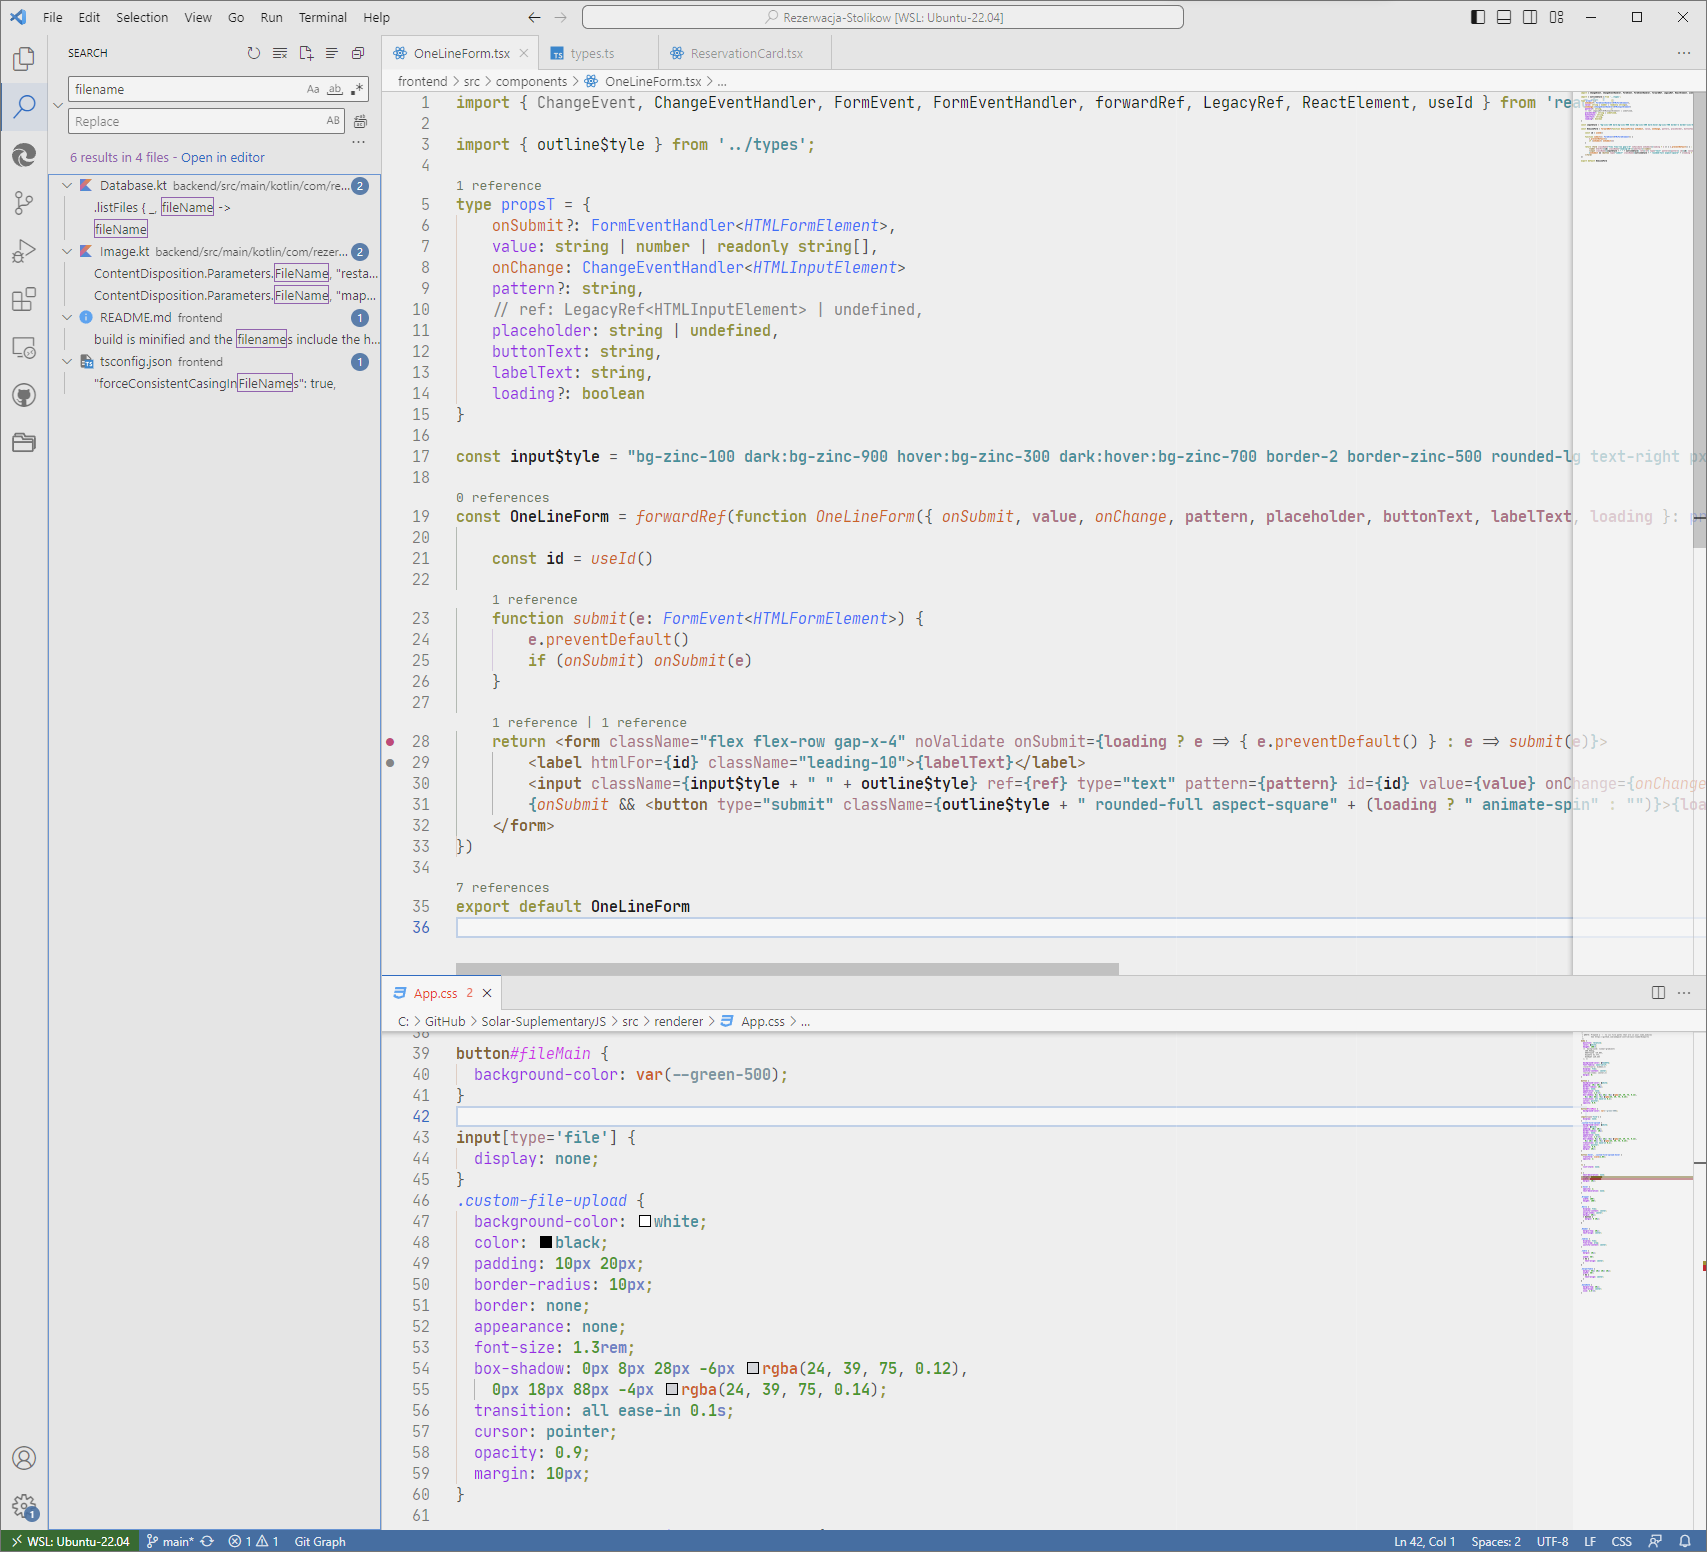 File Edit Selection View Go Run Terminal Help
Rezerwacja-Stolikow [WSL: Ubuntu-22.04]
SEARCH
filename Aa ab .*
Replace AB
6 results in 4 files - Open in editor
Database.kt backend/src/main/kotlin/com/re... 2
.listFiles { _, fileName ->
fileName
Image.kt backend/src/main/kotlin/com/rezer... 2
ContentDisposition.Parameters.FileName, "resta...
ContentDisposition.Parameters.FileName, "map...
README.md frontend 1
build is minified and the filenames include the h...
tsconfig.json frontend 1
"forceConsistentCasingInFileNames": true,
1
OneLineForm.tsx types.ts ReservationCard.tsx
frontend > src > components > OneLineForm.tsx > ...
1 import { ChangeEvent, ChangeEventHandler, FormEvent, FormEventHandler, forwardRef, LegacyRef, ReactElement, useId } from 'rea
2
3 import { outline$tyle } from '../types';
4
1 reference
5 type propsT = {
6 onSubmit?: FormEventHandler<HTMLFormElement>,
7 value: string | number | readonly string[],
8 onChange: ChangeEventHandler<HTMLInputElement>
9 pattern?: string,
10 // ref: LegacyRef<HTMLInputElement> | undefined,
11 placeholder: string | undefined,
12 buttonText: string,
13 labelText: string,
14 loading?: boolean
15 }
16
17 const input$tyle = "bg-zinc-100 dark:bg-zinc-900 hover:bg-zinc-300 dark:hover:bg-zinc-700 border-2 border-zinc-500 rounded-lg text-right px
18
0 references
19 const OneLineForm = forwardRef(function OneLineForm({ onSubmit, value, onChange, pattern, placeholder, buttonText, labelText, loading }: pr
20
21 const id = useId()
22
1 reference
23 function submit(e: FormEvent<HTMLFormElement>) {
24 e.preventDefault()
25 if (onSubmit) onSubmit(e)
26 }
27
1 reference | 1 reference
28 return <form className="flex flex-row gap-x-4" noValidate onSubmit={loading ? e => { e.preventDefault() } : e => submit(e)}>
29 <label htmlFor={id} className="leading-10">{labelText}</label>
30 <input className={input$tyle + " " + outline$tyle} ref={ref} type="text" pattern={pattern} id={id} value={value} onChange={onChange
31 {onSubmit && <button type="submit" className={outline$tyle + " rounded-full aspect-square" + (loading ? " animate-spin" : "")}>{loa
32 </form>
33 })
34
7 references
35 export default OneLineForm
36
App.css 2
C: > GitHub > Solar-SuplementaryJS > src > renderer > App.css > ...
38
39 button#fileMain {
40 background-color: var(--green-500);
41 }
42
43 input[type='file'] {
44 display: none;
45 }
46 .custom-file-upload {
47 background-color: white;
48 color: black;
49 padding: 10px 20px;
50 border-radius: 10px;
51 border: none;
52 appearance: none;
53 font-size: 1.3rem;
54 box-shadow: 0px 8px 28px -6px rgba(24, 39, 75, 0.12),
55 0px 18px 88px -4px rgba(24, 39, 75, 0.14);
56 transition: all ease-in 0.1s;
57 cursor: pointer;
58 opacity: 0.9;
59 margin: 10px;
60 }
61
WSL: Ubuntu-22.04 main* 1 1 Git Graph Ln 42, Col 1 Spaces: 2 UTF-8 LF CSS